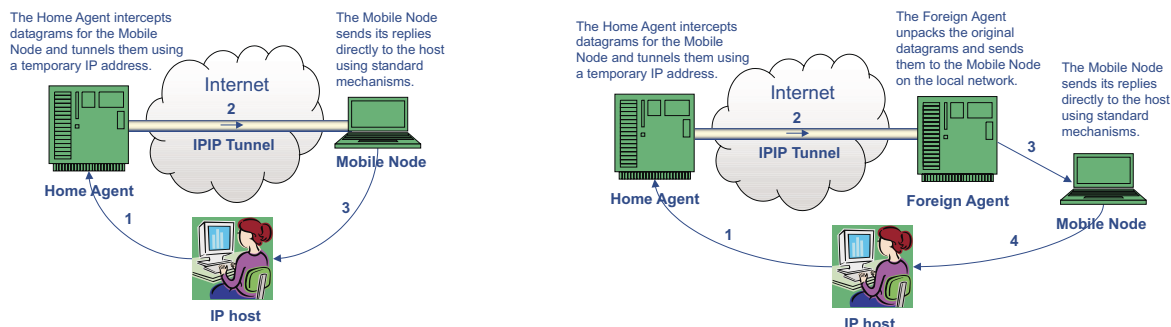 The Home Agent intercepts
datagrams for the Mobile
Node and tunnels them using
a temporary IP address.
The Mobile Node
sends its replies
directly to the host
using standard
mechanisms.
Internet
2
IPIP Tunnel
Home Agent
Mobile Node
1
3
IP host
The Home Agent intercepts
datagrams for the Mobile
Node and tunnels them using
a temporary IP address.
The Foreign Agent
unpacks the original
datagrams and sends
them to the Mobile Node
on the local network.
The Mobile Node
sends its replies
directly to the host
using standard
mechanisms.
Internet
2
IPIP Tunnel
3
Home Agent
Foreign Agent
Mobile Node
1
4
IP host